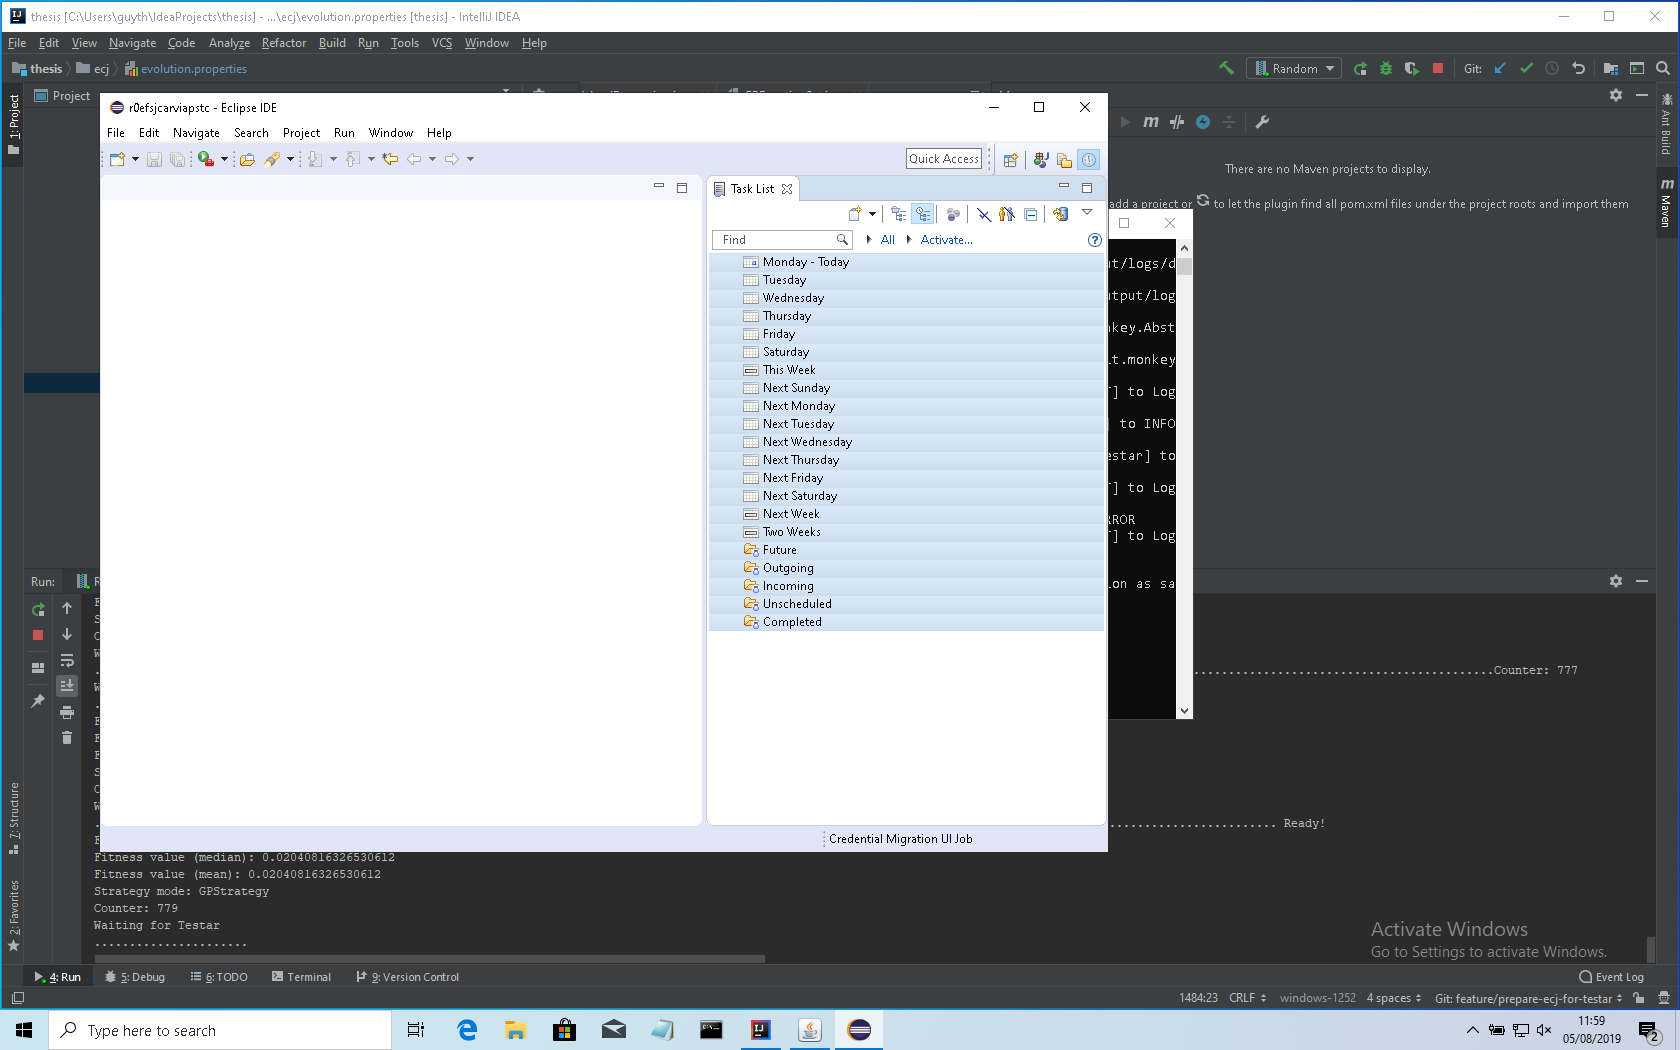 thesis [C:\Users\guyth\IdeaProjects\thesis] - ...\ecj\evolution.properties [thesis] - IntelliJ IDEA
File Edit View Navigate Code Analyze Refactor Build Run Tools VCS Window Help
thesis ecj evolution.properties
Random Git:
1: Project
Project
r0efsjcarviapstc - Eclipse IDE
File Edit Navigate Search Project Run Window Help
Quick Access
Task List
Find All Activate...
Monday - Today
Tuesday
Wednesday
Thursday
Friday
Saturday
This Week
Next Sunday
Next Monday
Next Tuesday
Next Wednesday
Next Thursday
Next Friday
Next Saturday
Next Week
Two Weeks
Future
Outgoing
Incoming
Unscheduled
Completed
Credential Migration UI Job
There are no Maven projects to display.
add a project or to let the plugin find all pom.xml files under the project roots and import them
Ant Build
Maven
ut/logs/d
utput/log
nkey.Abst
it.monkey
T] to Log
] to INFO
estar] to
T] to Log
RROR
T] to Log
ion as sa
Run:
.Counter: 777
Ready!
Fitness value (median): 0.02040816326530612
Fitness value (mean): 0.02040816326530612
Strategy mode: GPStrategy
Counter: 779
Waiting for Testar
......................
7: Structure
2: Favorites
Activate Windows
Go to Settings to activate Windows.
4: Run 5: Debug 6: TODO Terminal 9: Version Control Event Log
1484:23 CRLF windows-1252 4 spaces Git: feature/prepare-ecj-for-testar
Type here to search
11:59
05/08/2019
2